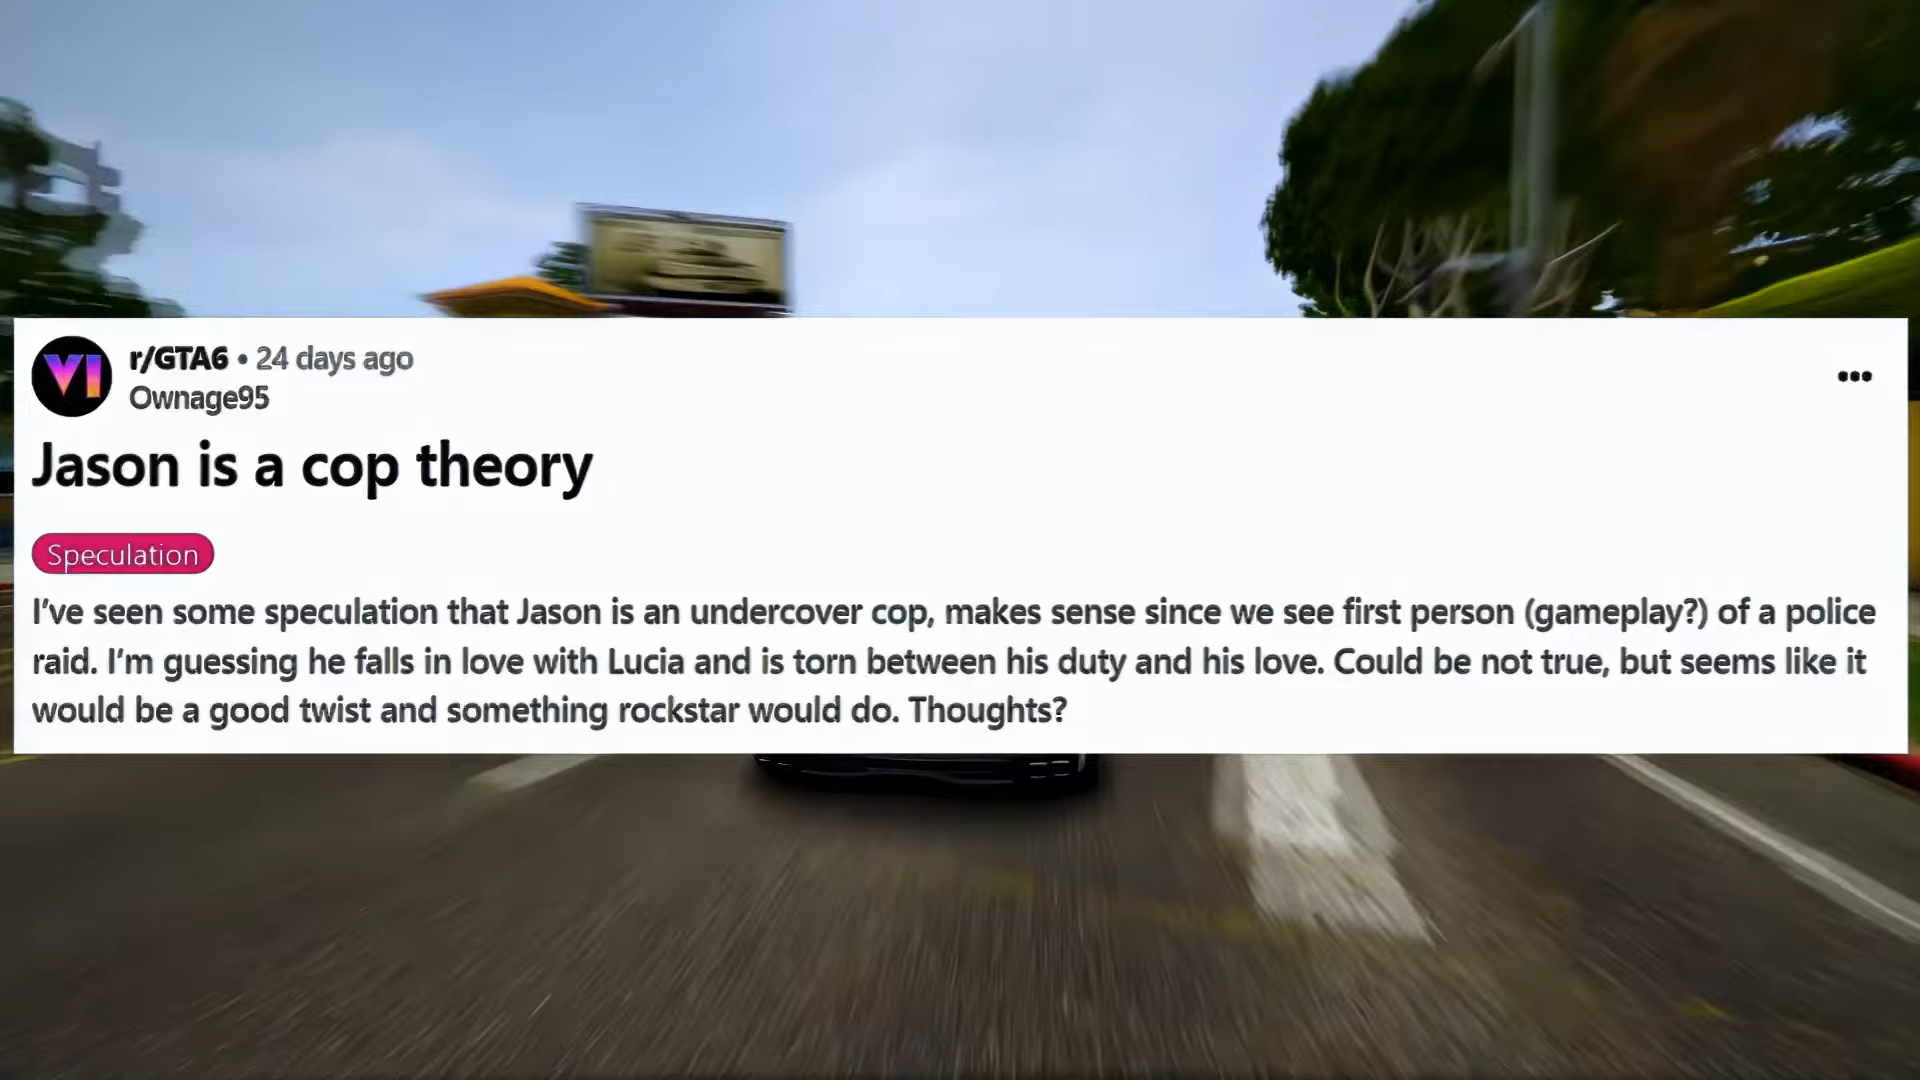 VI
r/GTA6 • 24 days ago
Ownage95
Jason is a cop theory
Speculation
I've seen some speculation that Jason is an undercover cop, makes sense since we see first person (gameplay?) of a police
raid. I'm guessing he falls in love with Lucia and is torn between his duty and his love. Could be not true, but seems like it
would be a good twist and something rockstar would do. Thoughts?